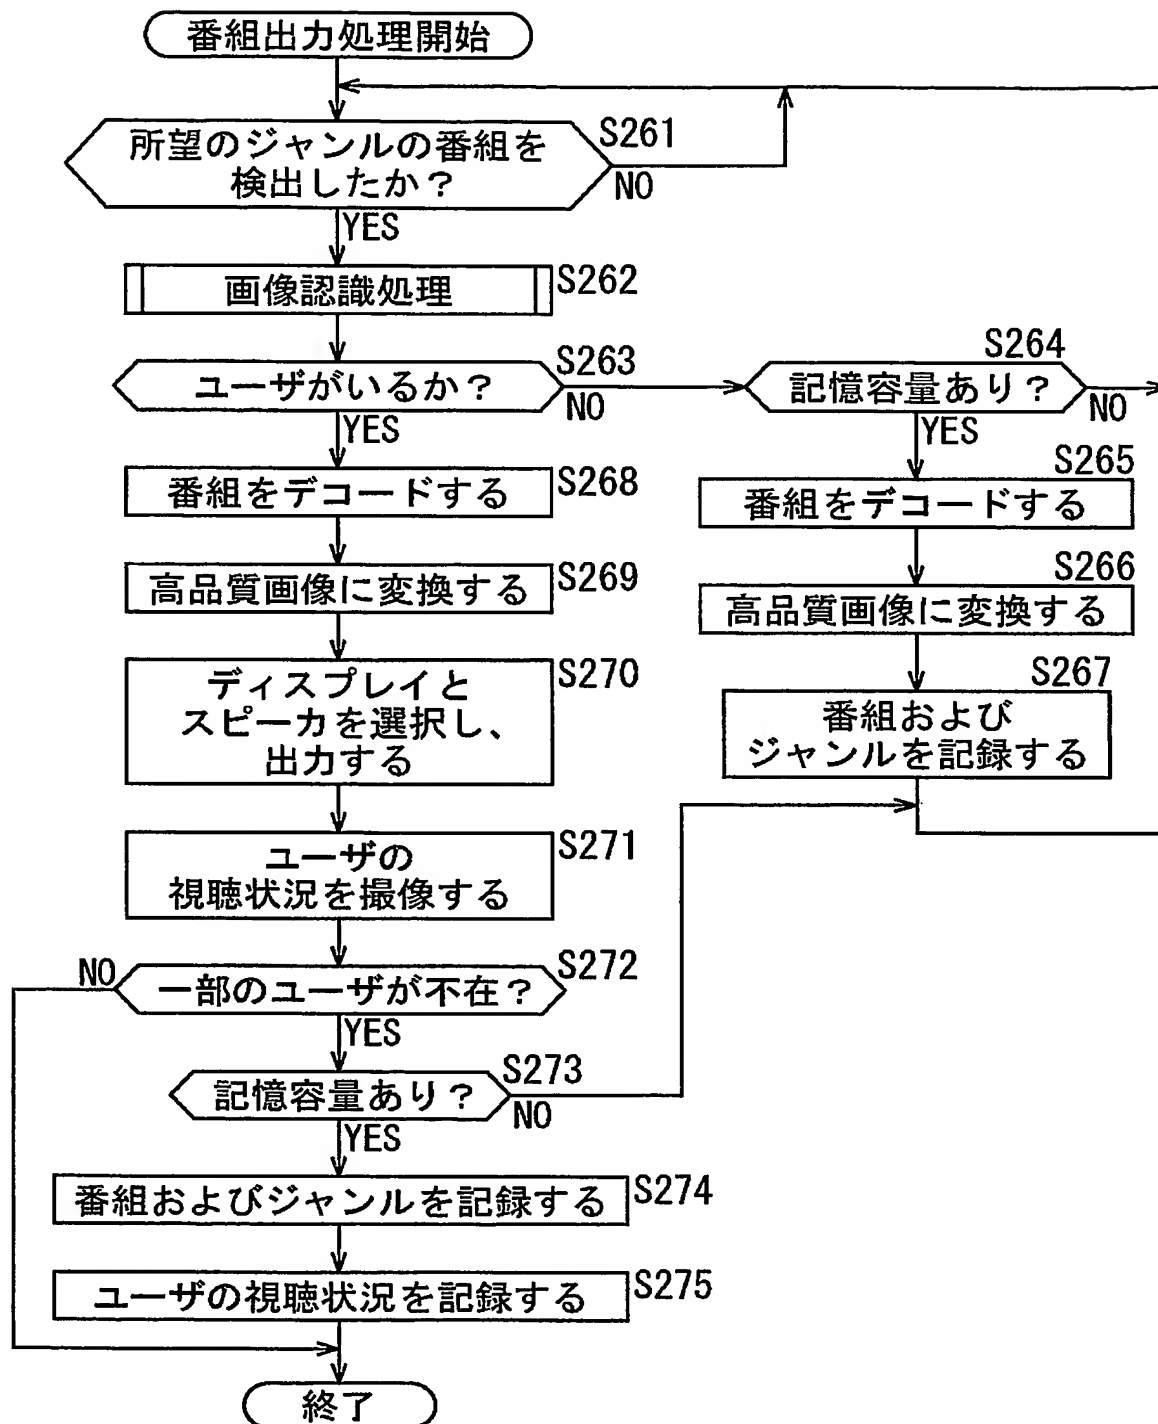 番組出力処理開始
所望のジャンルの番組を
検出したか？
S261
NO
YES
画像認識処理
S262
ユーザがいるか？
S263
NO
YES
S264
記憶容量あり？
NO
YES
番組をデコードする
S268
S265
番組をデコードする
高品質画像に変換する
S269
S266
高品質画像に変換する
ディスプレイと
スピーカを選択し、
出力する
S270
S267
番組および
ジャンルを記録する
ユーザの
視聴状況を撮像する
S271
NO
一部のユーザが不在？
S272
YES
記憶容量あり？
S273
NO
YES
番組およびジャンルを記録する
S274
ユーザの視聴状況を記録する
S275
終了